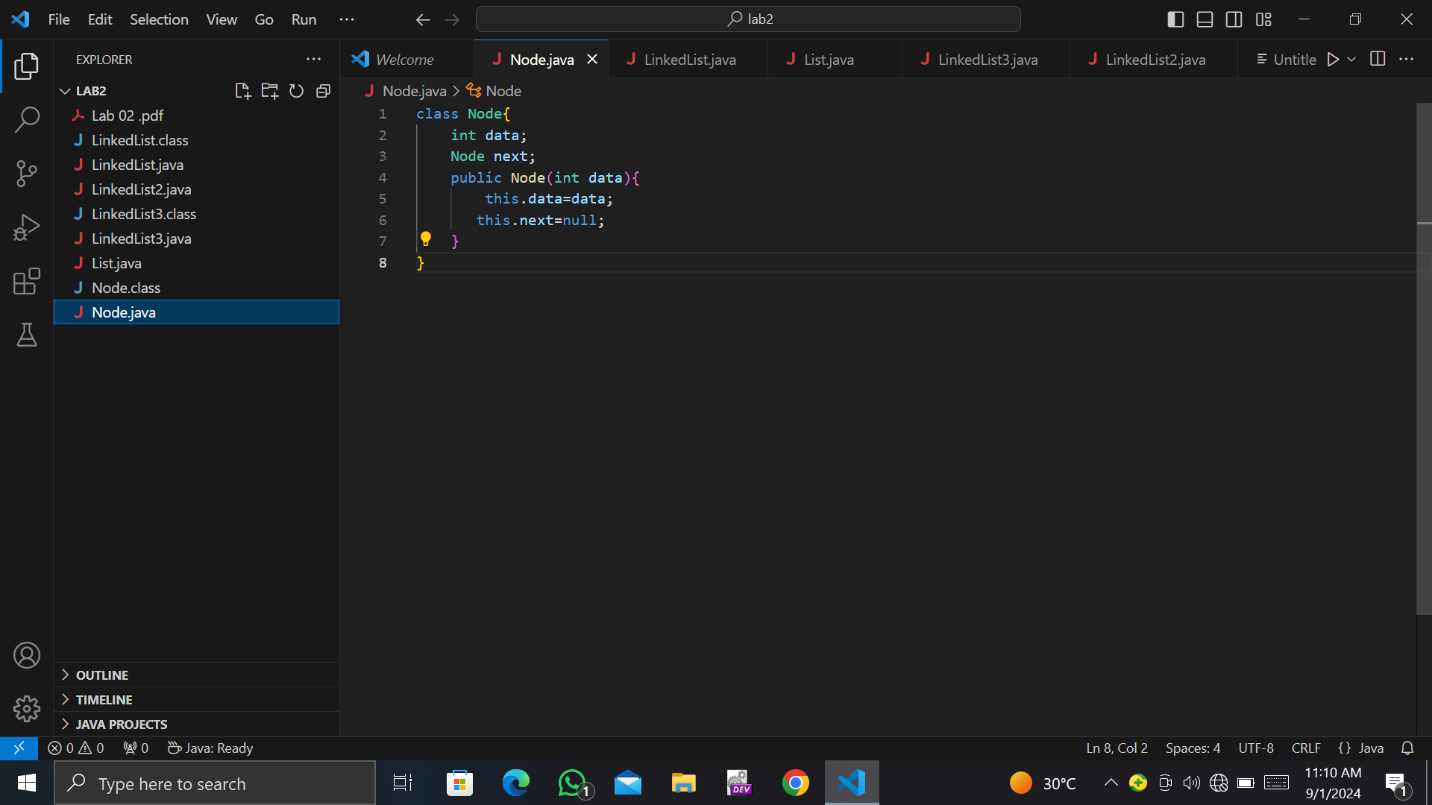 File Edit Selection View Go Run ... lab2
EXPLORER ...
Welcome Node.java LinkedList.java List.java LinkedList3.java LinkedList2.java Untitle ...
LAB2
Lab 02 .pdf
LinkedList.class
LinkedList.java
LinkedList2.java
LinkedList3.class
LinkedList3.java
List.java
Node.class
Node.java
Node.java > Node
1 class Node{
2 int data;
3 Node next;
4 public Node(int data){
5 this.data=data;
6 this.next=null;
7 }
8 }
OUTLINE
TIMELINE
JAVA PROJECTS
0 0 0 Java: Ready Ln 8, Col 2 Spaces: 4 UTF-8 CRLF {} Java
Type here to search DEV 1 30°C 11:10 AM 1
9/1/2024